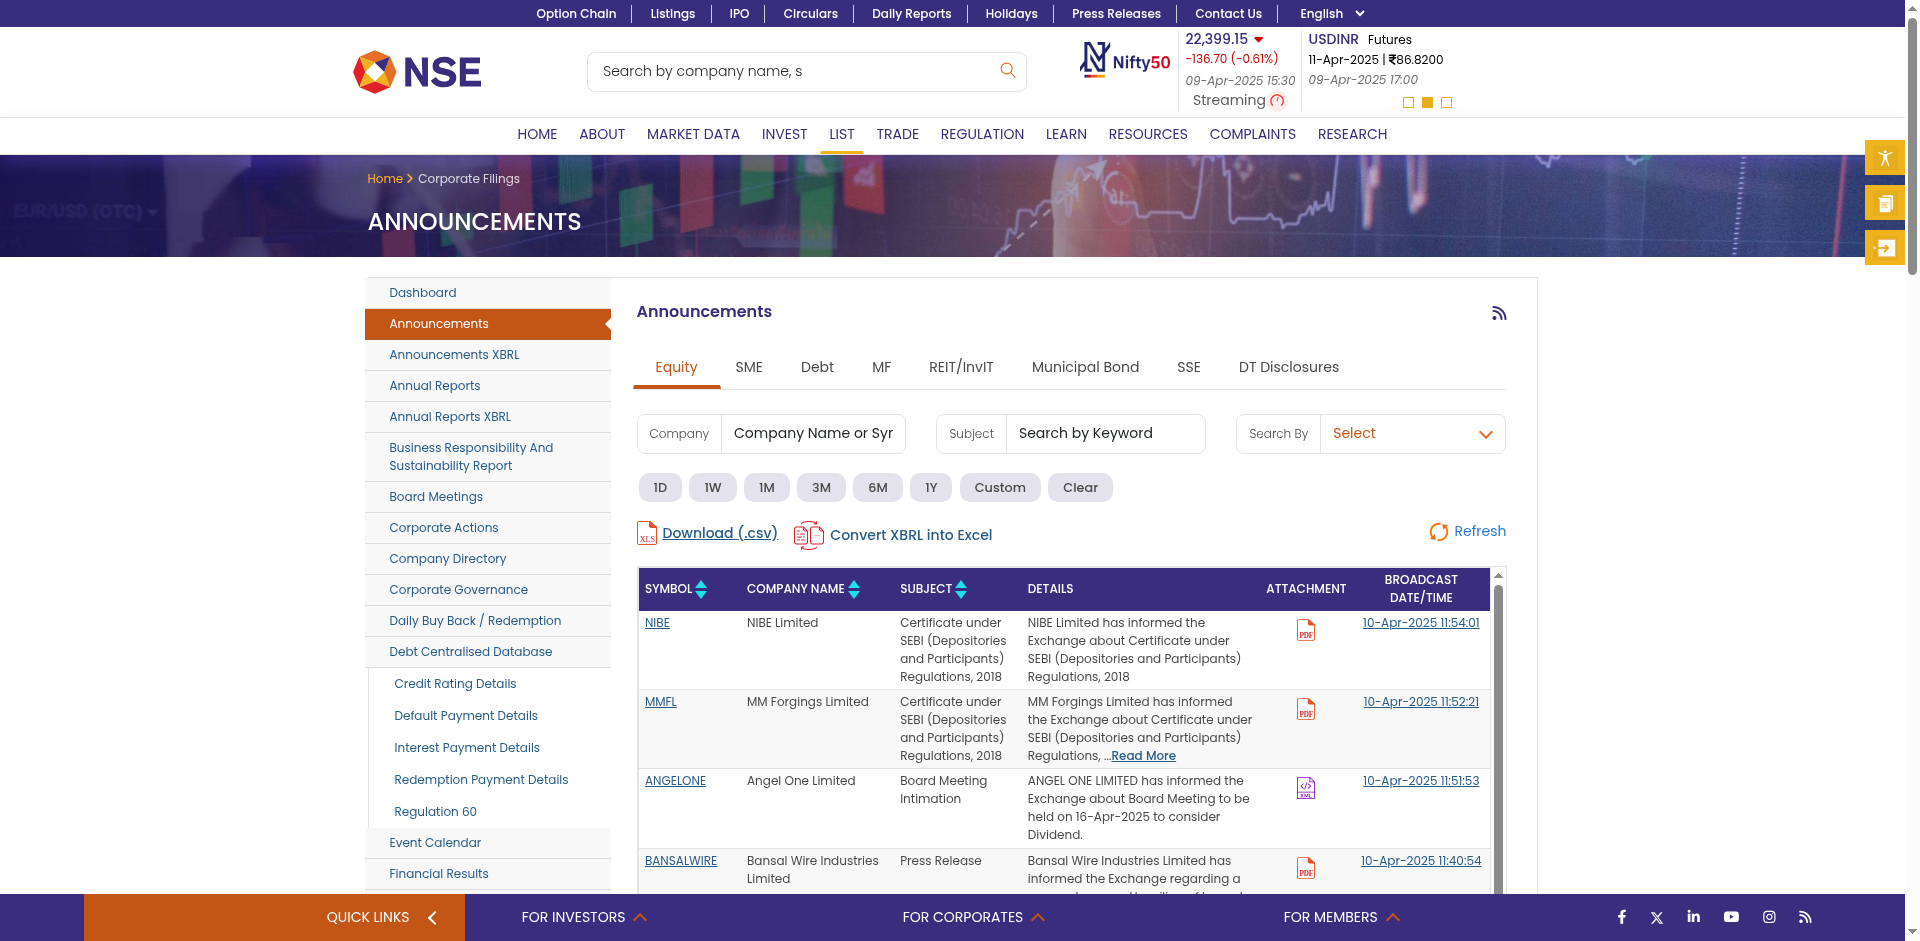 Option Chain
Listings
IPO
Circulars
Daily Reports
Holidays
Press Releases
Contact Us
English
NSE
Search by company name, s
Nifty50
22,399.15
-136.70 (-0.61%)
09-Apr-2025 15:30
Streaming
USDINR Futures
11-Apr-2025 | ₹86.8200
09-Apr-2025 17:00
HOME
ABOUT
MARKET DATA
INVEST
LIST
TRADE
REGULATION
LEARN
RESOURCES
COMPLAINTS
RESEARCH
EUR/USD (OTC)
Home
Corporate Filings
ANNOUNCEMENTS
Dashboard
Announcements
Announcements XBRL
Annual Reports
Annual Reports XBRL
Business Responsibility And
Sustainability Report
Board Meetings
Corporate Actions
Company Directory
Corporate Governance
Daily Buy Back / Redemption
Debt Centralised Database
Credit Rating Details
Default Payment Details
Interest Payment Details
Redemption Payment Details
Regulation 60
Event Calendar
Financial Results
Announcements
Equity
SME
Debt
MF
REIT/InvIT
Municipal Bond
SSE
DT Disclosures
Company
Company Name or Syr
Subject
Search by Keyword
Search By
Select
1D
1W
1M
3M
6M
1Y
Custom
Clear
XLS
Download (.csv)
Convert XBRL into Excel
Refresh
SYMBOL
COMPANY NAME
SUBJECT
DETAILS
ATTACHMENT
BROADCAST
DATE/TIME
NIBE
NIBE Limited
Certificate under
SEBI (Depositories
and Participants)
Regulations, 2018
NIBE Limited has informed the
Exchange about Certificate under
SEBI (Depositories and Participants)
Regulations, 2018
PDF
10-Apr-2025 11:54:01
MMFL
MM Forgings Limited
Certificate under
SEBI (Depositories
and Participants)
Regulations, 2018
MM Forgings Limited has informed
the Exchange about Certificate under
SEBI (Depositories and Participants)
Regulations, ...Read More
PDF
10-Apr-2025 11:52:21
ANGELONE
Angel One Limited
Board Meeting
Intimation
ANGEL ONE LIMITED has informed the
Exchange about Board Meeting to be
held on 16-Apr-2025 to consider
Dividend.
XML
10-Apr-2025 11:51:53
BANSALWIRE
Bansal Wire Industries
Limited
Press Release
Bansal Wire Industries Limited has
informed the Exchange regarding a
PDF
10-Apr-2025 11:40:54
QUICK LINKS
FOR INVESTORS
FOR CORPORATES
FOR MEMBERS